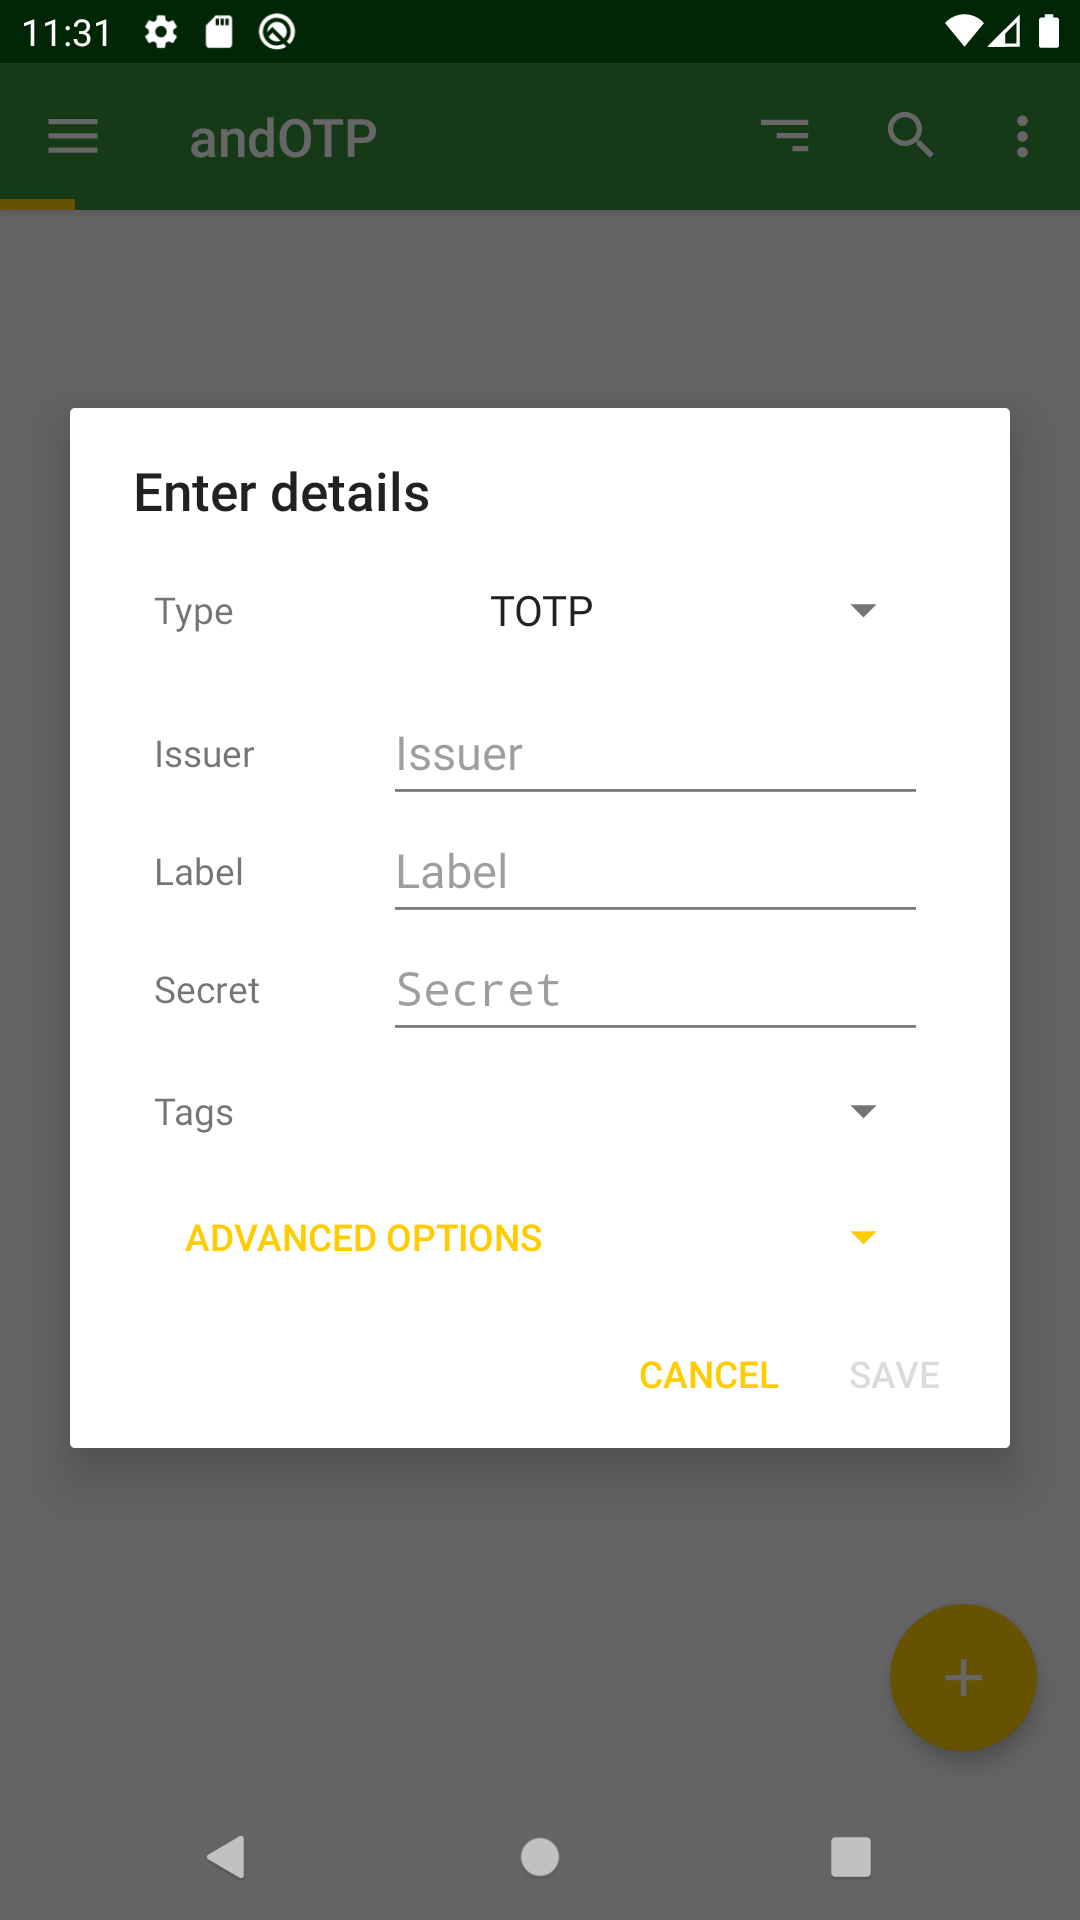 11:31
andOTP
Enter details
Type TOTP
Issuer Issuer
Label Label
Secret Secret
Tags
ADVANCED OPTIONS
CANCEL SAVE